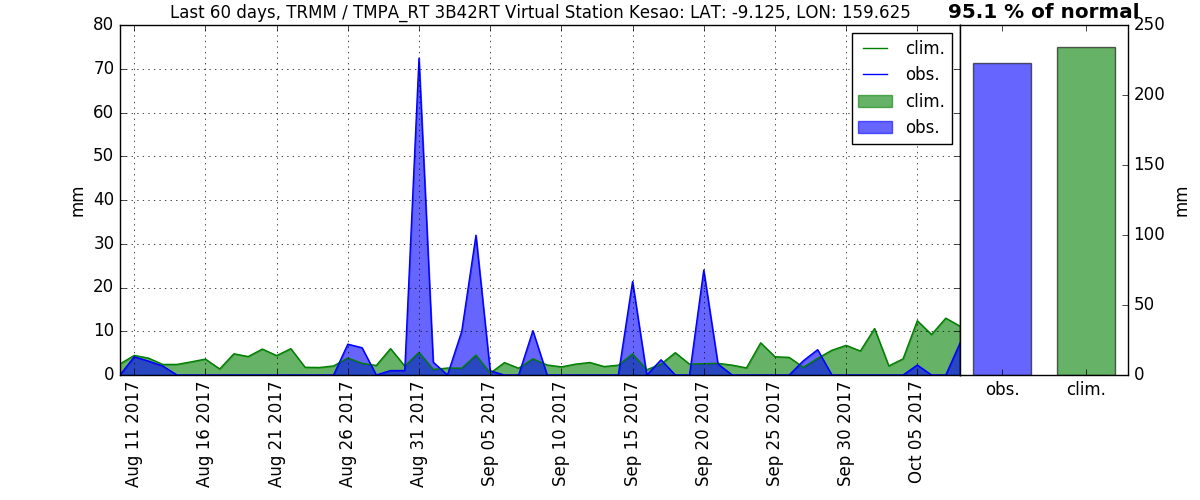 Last 60 days, TRMM / TMPA_RT 3B42RT Virtual Station Kesao: LAT: -9.125, LON: 159.625
95.1 % of normal
80
70
60
50
40
30
20
10
0
mm
clim.
obs.
clim.
obs.
Aug 11 2017
Aug 16 2017
Aug 21 2017
Aug 26 2017
Aug 31 2017
Sep 05 2017
Sep 10 2017
Sep 15 2017
Sep 20 2017
Sep 25 2017
Sep 30 2017
Oct 05 2017
250
200
150
100
50
0
mm
obs.
clim.